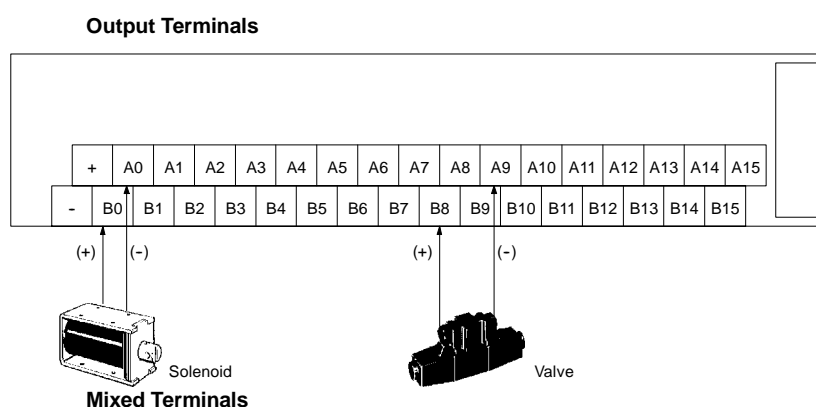 Output Terminals
+ A0 A1 A2 A3 A4 A5 A6 A7 A8 A9 A10 A11 A12 A13 A14 A15
- B0 B1 B2 B3 B4 B5 B6 B7 B8 B9 B10 B11 B12 B13 B14 B15
(+) (-) (+) (-)
Solenoid Valve
Mixed Terminals